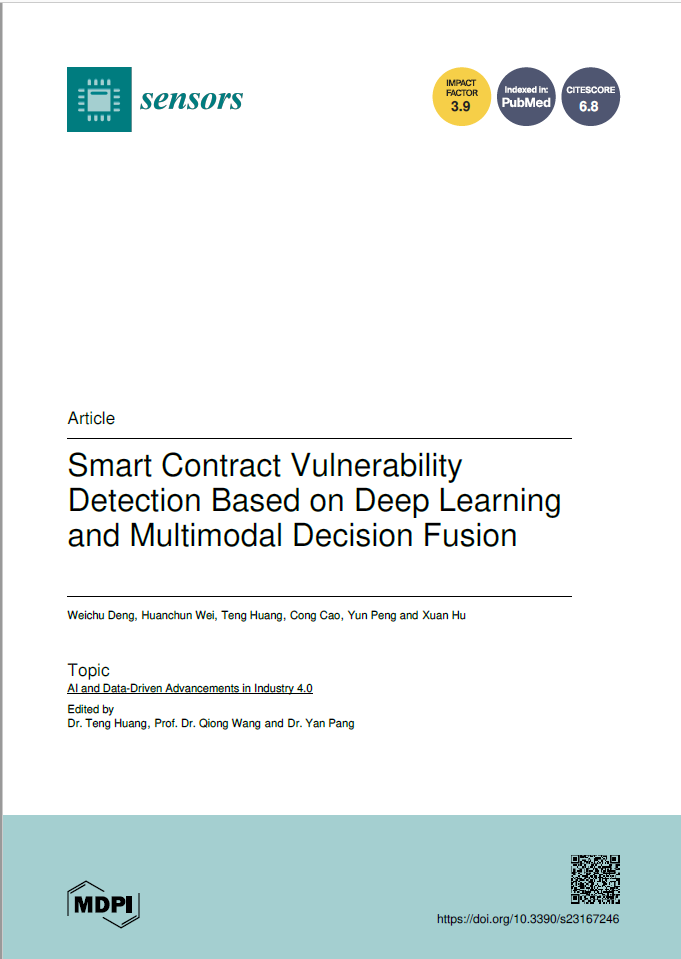 sensors
IMPACT
FACTOR
3.9
Indexed in:
PubMed
CITESCORE
6.8
Article
Smart Contract Vulnerability
Detection Based on Deep Learning
and Multimodal Decision Fusion
Weichu Deng, Huanchun Wei, Teng Huang, Cong Cao, Yun Peng and Xuan Hu
Topic
AI and Data-Driven Advancements in Industry 4.0
Edited by
Dr. Teng Huang, Prof. Dr. Qiong Wang and Dr. Yan Pang
MDPI
https://doi.org/10.3390/s23167246